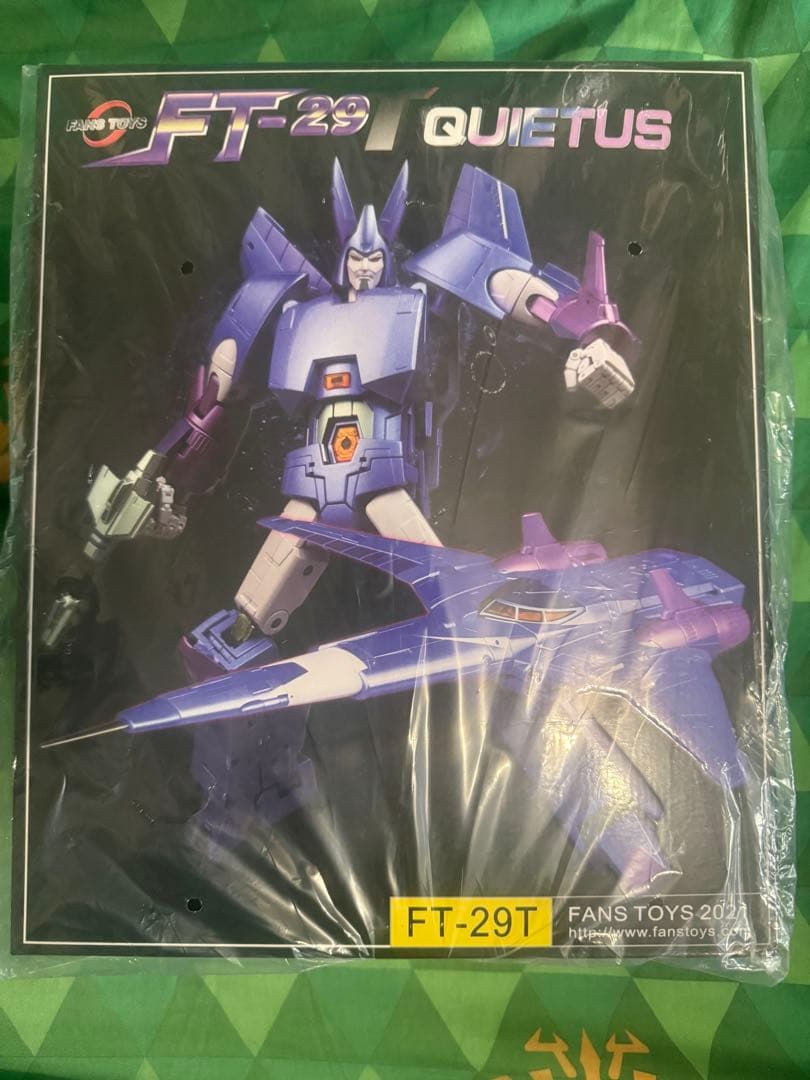 FANS TOYS
FT-29T QUIETUS
FT-29T
FANS TOYS 2021
http://www.fanstoys.com